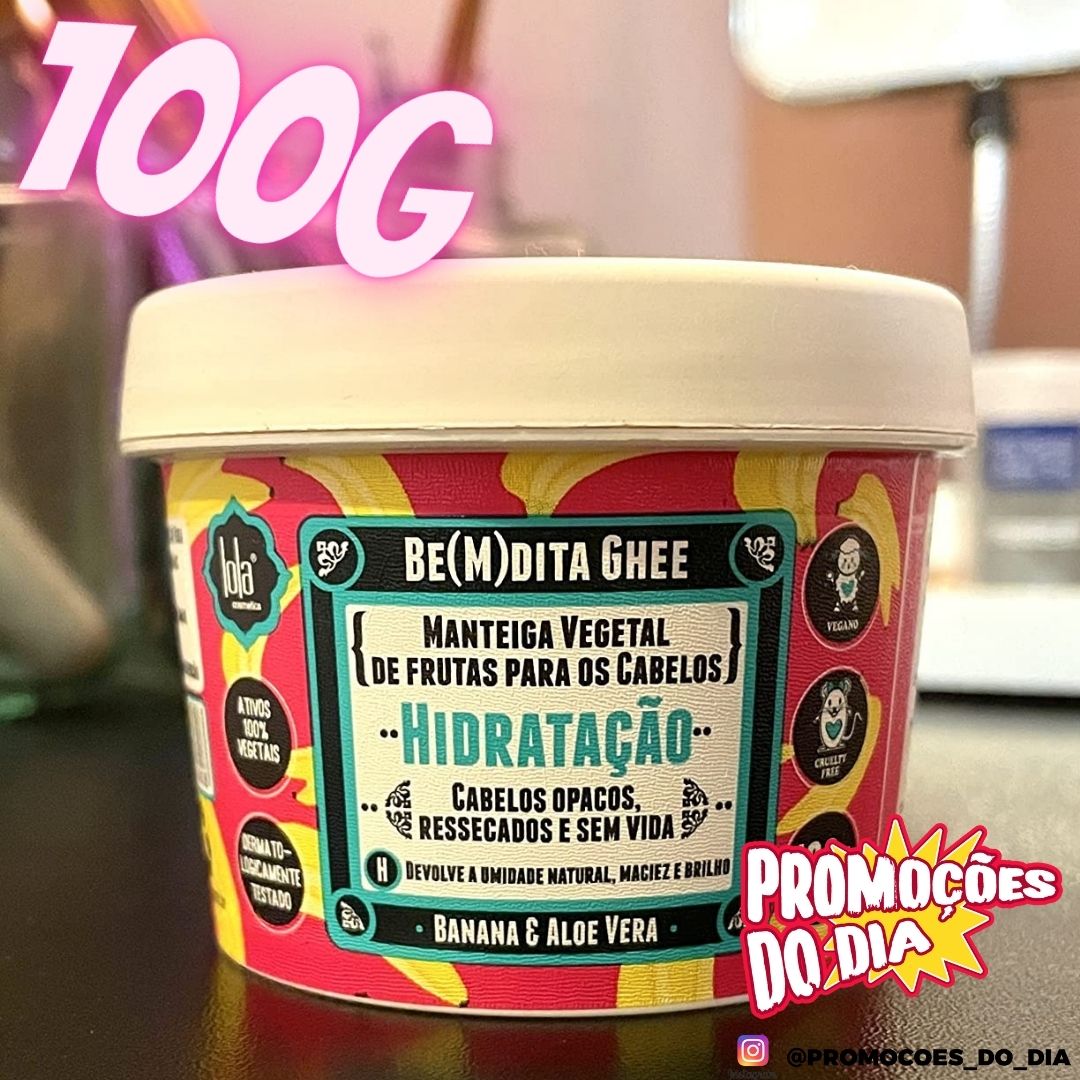 100G
lola
cosmetics
BE(M)DITA GHEE
{MANTEIGA VEGETAL
DE FRUTAS PARA OS CABELOS}
HIDRATAÇÃO
CABELOS OPACOS,
RESSECADOS E SEM VIDA
H DEVOLVE A UMIDADE NATURAL, MACIEZ E BRILHO
BANANA & ALOE VERA
ATIVOS
100%
VEGETAIS
DERMATO-
LOGICAMENTE
TESTADO
VEGANO
CRUELTY
FREE
PROMOÇÕES
DO DIA
@PROMOCOES_DO_DIA